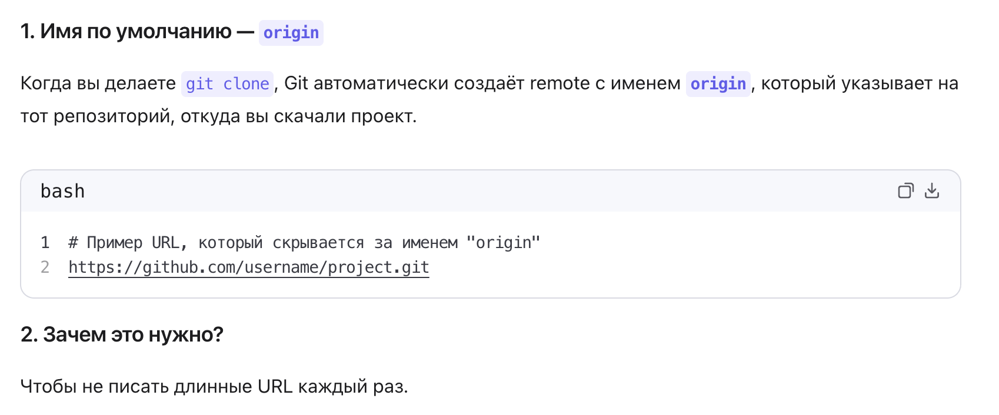 1. Имя по умолчанию — origin
Когда вы делаете git clone, Git автоматически создаёт remote с именем origin, который указывает на
тот репозиторий, откуда вы скачали проект.
bash
1 # Пример URL, который скрывается за именем "origin"
2 https://github.com/username/project.git
2. Зачем это нужно?
Чтобы не писать длинные URL каждый раз.